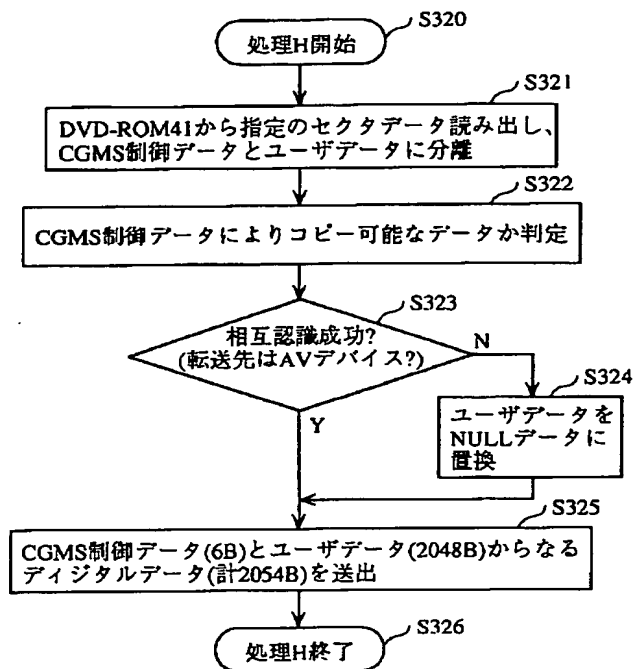 S320
処理H開始
S321
DVD-ROM41から指定のセクタデータ読み出し、
CGMS制御データとユーザデータに分離
S322
CGMS制御データによりコピー可能なデータか判定
S323
相互認識成功?
(転送先はAVデバイス?)
N
S324
ユーザデータを
NULLデータに
置換
Y
S325
CGMS制御データ(6B)とユーザデータ(2048B)からなる
ディジタルデータ(計2054B)を送出
S326
処理H終了